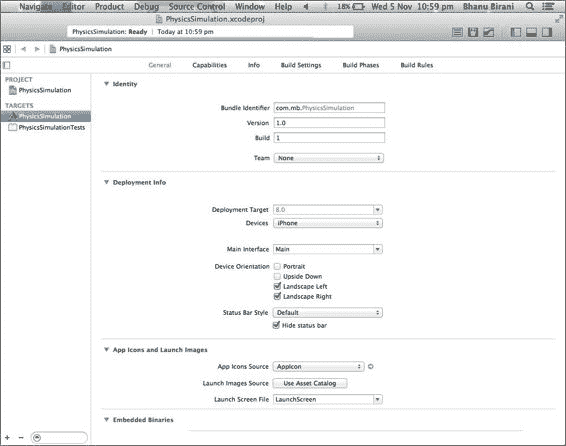 Navigate Editor Product Debug Source Control Window Help 18% Wed 5 Nov 10:59 pm Bhanu Birani
PhysicsSimulation.xcodeproj
PhysicsSimulation: Ready | Today at 10:59 pm
PhysicsSimulation
General Capabilities Info Build Settings Build Phases Build Rules
PROJECT
PhysicsSimulation
TARGETS
PhysicsSimulation
PhysicsSimulationTests
Identity
Bundle Identifier com.mb.PhysicsSimulation
Version 1.0
Build 1
Team None
Deployment Info
Deployment Target 8.0
Devices iPhone
Main Interface Main
Device Orientation Portrait
Upside Down
Landscape Left
Landscape Right
Status Bar Style Default
Hide status bar
App Icons and Launch Images
App Icons Source AppIcon
Launch Images Source Use Asset Catalog
Launch Screen File LaunchScreen
Embedded Binaries